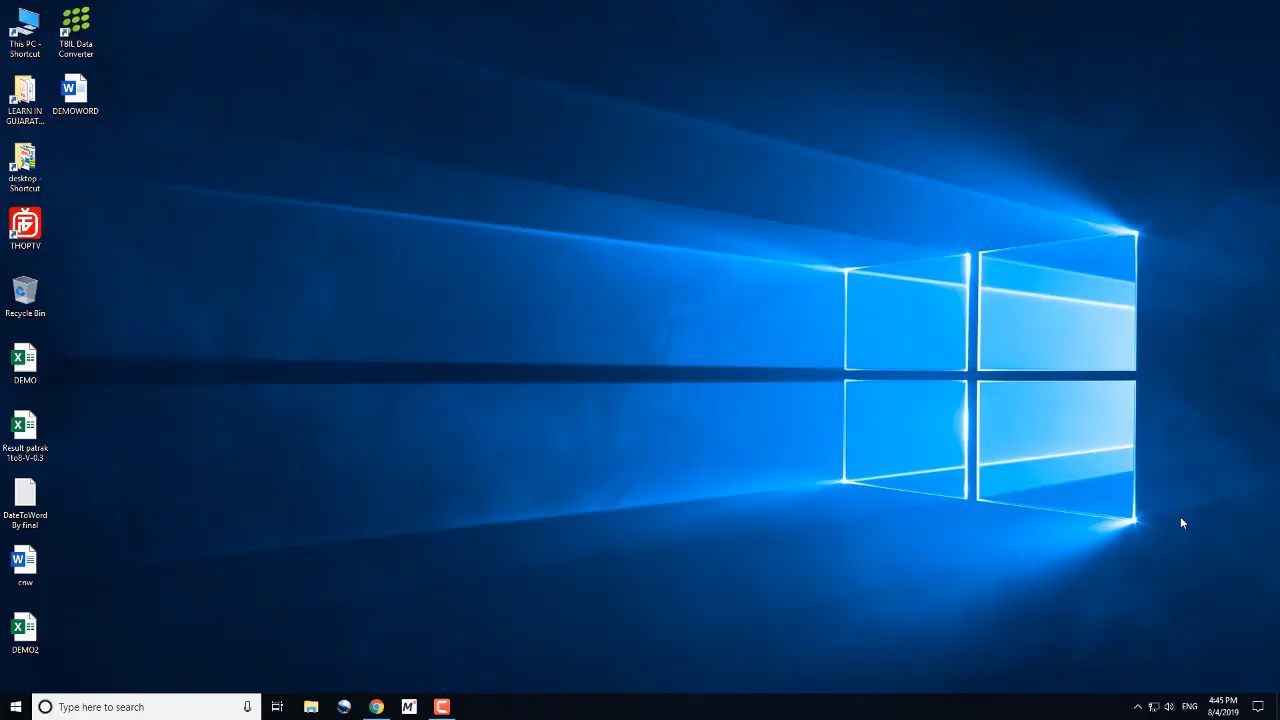 This PC -
Shortcut
TBIL Data
Converter
LEARN IN
GUJARAT...
DEMOWORD
desktop -
Shortcut
THOPTV
Recycle Bin
DEMO
Result patrak
1to8-V-0.3
DateToWord
By final
cnw
DEMO2
Type here to search
ENG
4:45 PM
8/4/2019